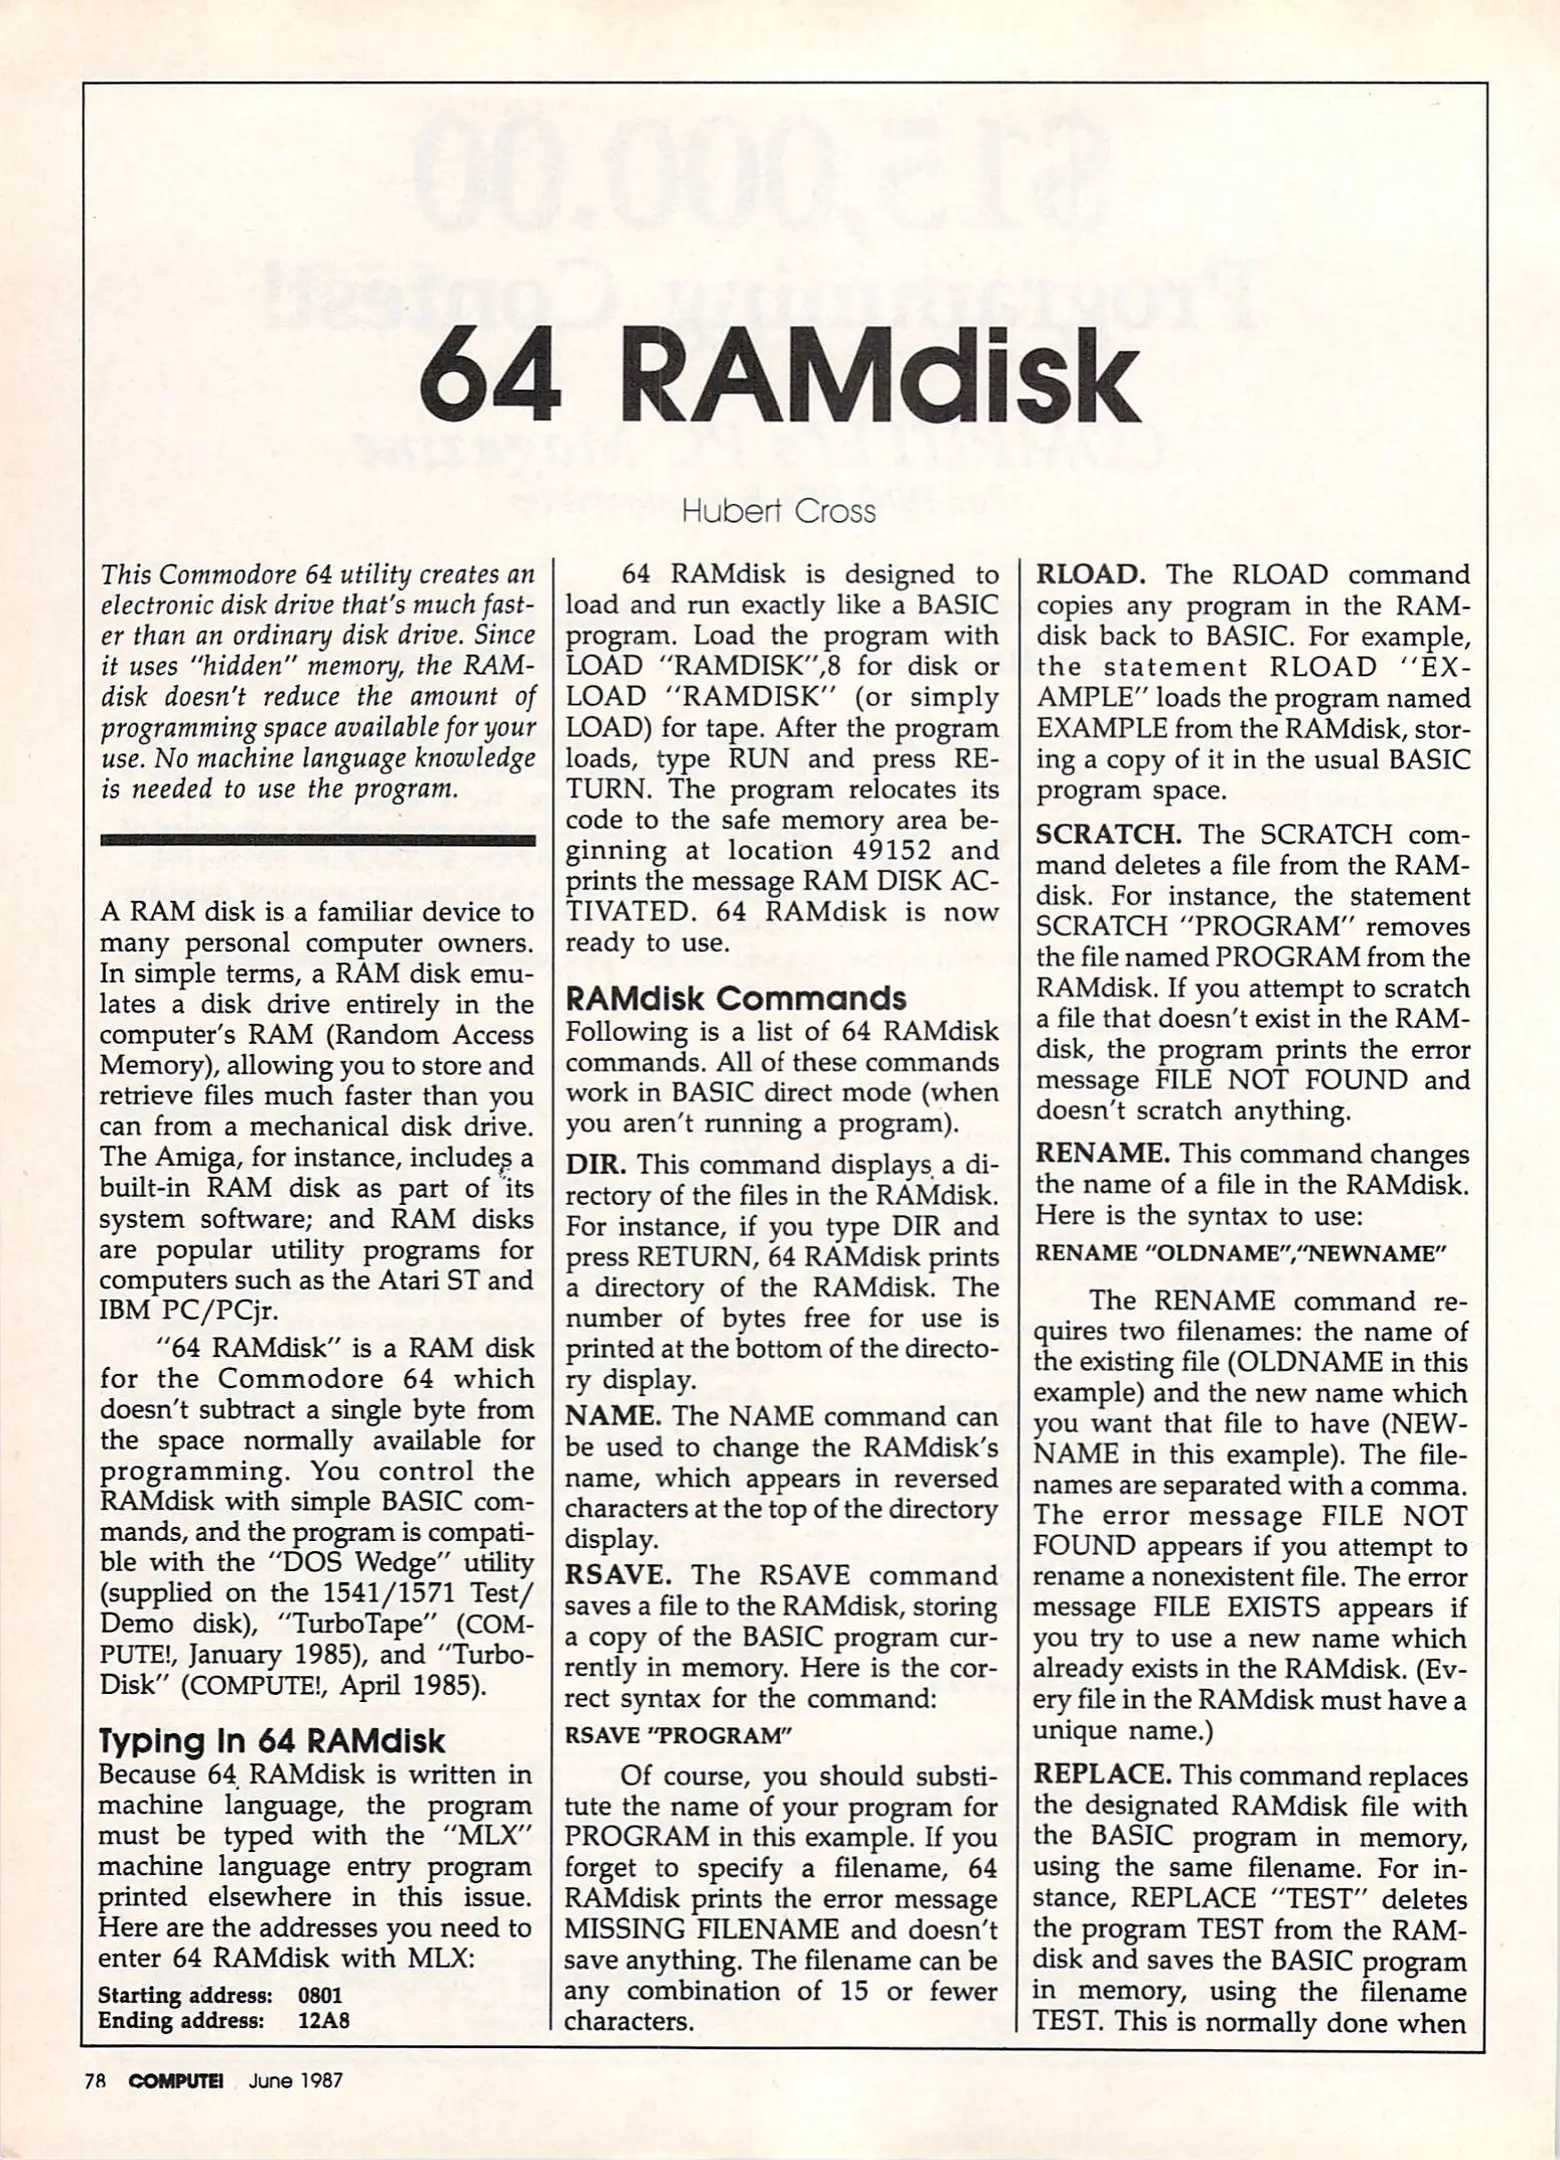 64 RAMdisk
Hubert Cross
This Commodore 64 utility creates an
electronic disk drive that's much fast-
er than an ordinary disk drive. Since
it uses "hidden" memory, the RAM-
disk doesn't reduce the amount of
programming space available for your
use. No machine language knowledge
is needed to use the program.
A RAM disk is a familiar device to
many personal computer owners.
In simple terms, a RAM disk emu-
lates a disk drive entirely in the
computer's RAM (Random Access
Memory), allowing you to store and
retrieve files much faster than you
can from a mechanical disk drive.
The Amiga, for instance, includes a
built-in RAM disk as part of its
system software; and RAM disks
are popular utility programs for
computers such as the Atari ST and
IBM PC/PCjr.
"64 RAMdisk" is a RAM disk
for the Commodore 64 which
doesn't subtract a single byte from
the space normally available for
programming. You control the
RAMdisk with simple BASIC com-
mands, and the program is compati-
ble with the "DOS Wedge" utility
(supplied on the 1541/1571 Test/
Demo disk), "TurboTape" (COM-
PUTE!, January 1985), and "Turbo-
Disk" (COMPUTE!, April 1985).
Typing In 64 RAMdisk
Because 64 RAMdisk is written in
machine language, the program
must be typed with the "MLX"
machine language entry program
printed elsewhere in this issue.
Here are the addresses you need to
enter 64 RAMdisk with MLX:
Starting address: 0801
Ending address: 12A8
64 RAMdisk is designed to
load and run exactly like a BASIC
program. Load the program with
LOAD "RAMDISK",8 for disk or
LOAD "RAMDISK" (or simply
LOAD) for tape. After the program
loads, type RUN and press RE-
TURN. The program relocates its
code to the safe memory area be-
ginning at location 49152 and
prints the message RAM DISK AC-
TIVATED. 64 RAMdisk is now
ready to use.
RAMdisk Commands
Following is a list of 64 RAMdisk
commands. All of these commands
work in BASIC direct mode (when
you aren't running a program).
DIR. This command displays a di-
rectory of the files in the RAMdisk.
For instance, if you type DIR and
press RETURN, 64 RAMdisk prints
a directory of the RAMdisk. The
number of bytes free for use is
printed at the bottom of the directo-
ry display.
NAME. The NAME command can
be used to change the RAMdisk's
name, which appears in reversed
characters at the top of the directory
display.
RSAVE. The RSAVE command
saves a file to the RAMdisk, storing
a copy of the BASIC program cur-
rently in memory. Here is the cor-
rect syntax for the command:
RSAVE "PROGRAM"
Of course, you should substi-
tute the name of your program for
PROGRAM in this example. If you
forget to specify a filename, 64
RAMdisk prints the error message
MISSING FILENAME and doesn't
save anything. The filename can be
any combination of 15 or fewer
characters.
RLOAD. The RLOAD command
copies any program in the RAM-
disk back to BASIC. For example,
the statement RLOAD "EX-
AMPLE" loads the program named
EXAMPLE from the RAMdisk, stor-
ing a copy of it in the usual BASIC
program space.
SCRATCH. The SCRATCH com-
mand deletes a file from the RAM-
disk. For instance, the statement
SCRATCH "PROGRAM" removes
the file named PROGRAM from the
RAMdisk. If you attempt to scratch
a file that doesn't exist in the RAM-
disk, the program prints the error
message FILE NOT FOUND and
doesn't scratch anything.
RENAME. This command changes
the name of a file in the RAMdisk.
Here is the syntax to use:
RENAME "OLDNAME","NEWNAME"
The RENAME command re-
quires two filenames: the name of
the existing file (OLDNAME in this
example) and the new name which
you want that file to have (NEW-
NAME in this example). The file-
names are separated with a comma.
The error message FILE NOT
FOUND appears if you attempt to
rename a nonexistent file. The error
message FILE EXISTS appears if
you try to use a new name which
already exists in the RAMdisk. (Ev-
ery file in the RAMdisk must have a
unique name.)
REPLACE. This command replaces
the designated RAMdisk file with
the BASIC program in memory,
using the same filename. For in-
stance, REPLACE "TEST" deletes
the program TEST from the RAM-
disk and saves the BASIC program
in memory, using the filename
TEST. This is normally done when
78 COMPUTE! June 1987